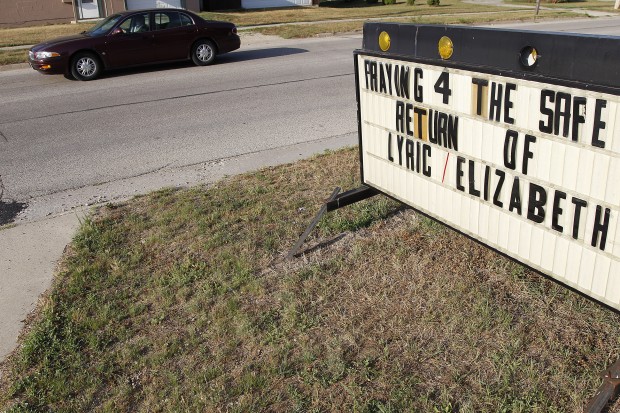 PRAYING 4 THE SAFE
RETURN OF
LYRIC / ELIZABETH